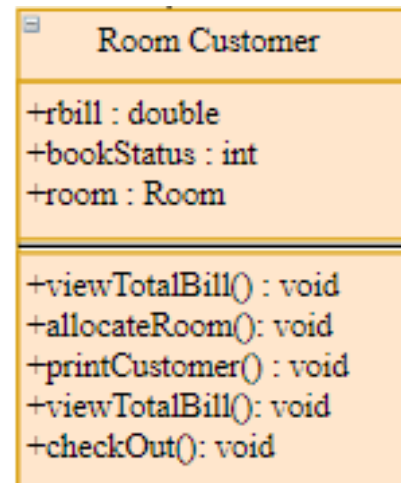 Room Customer
+rbill : double
+bookStatus : int
+room : Room
+viewTotalBill() : void
+allocateRoom(): void
+printCustomer() : void
+viewTotalBill(): void
+checkOut(): void